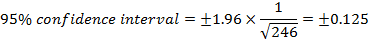 95% confidence interval = ±1.96 × 1/√246 = ±0.125